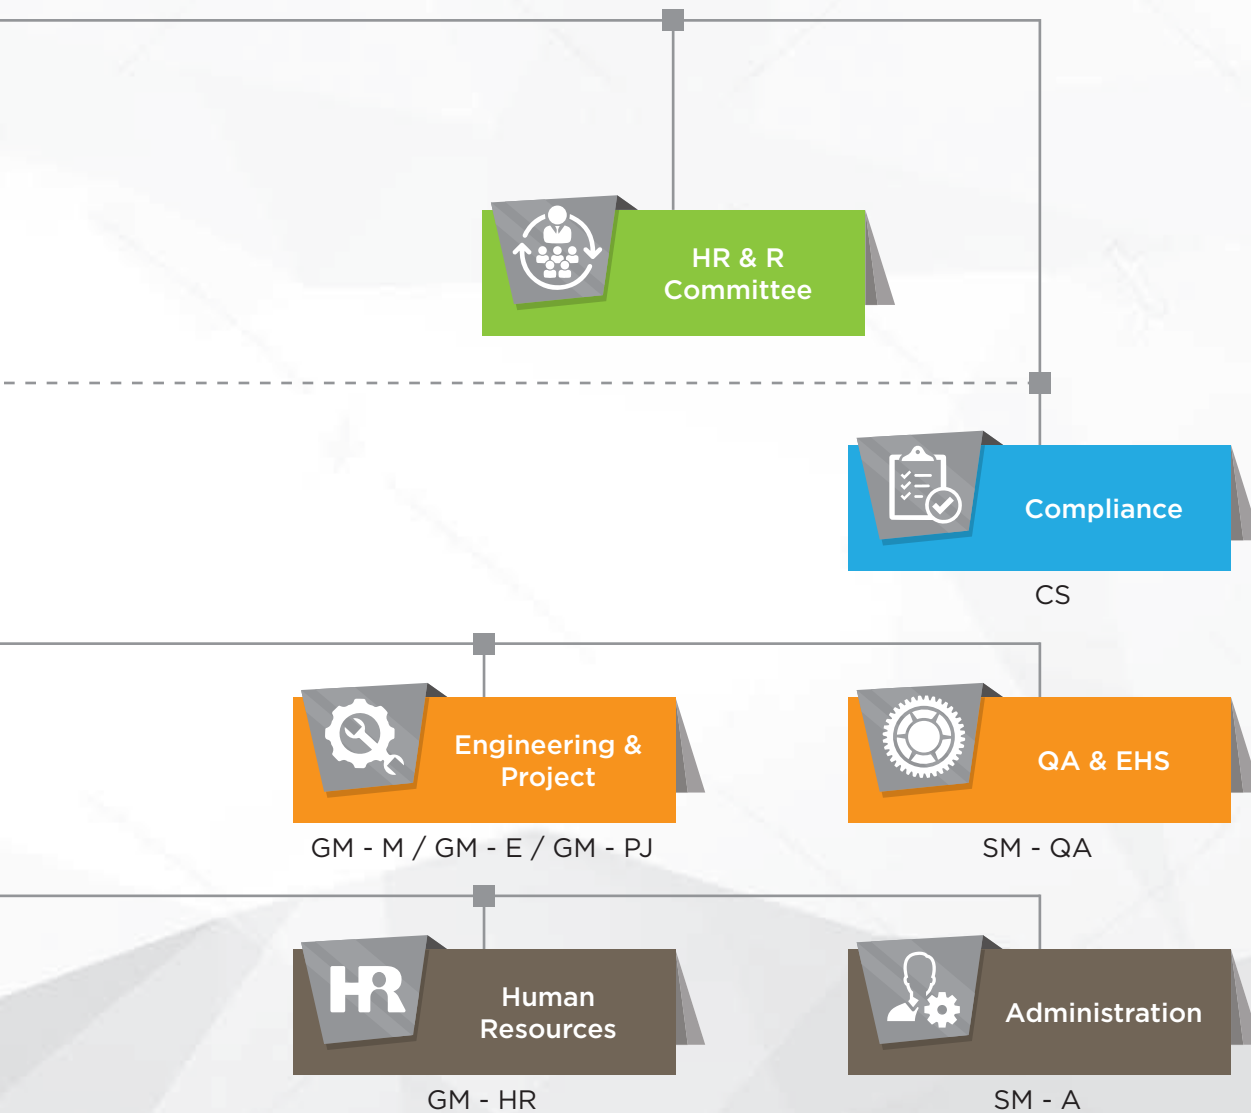 HR & R
Committee
Compliance
CS
Engineering &
Project
GM - M / GM - E / GM - PJ
QA & EHS
SM - QA
HR
Human
Resources
GM - HR
Administration
SM - A